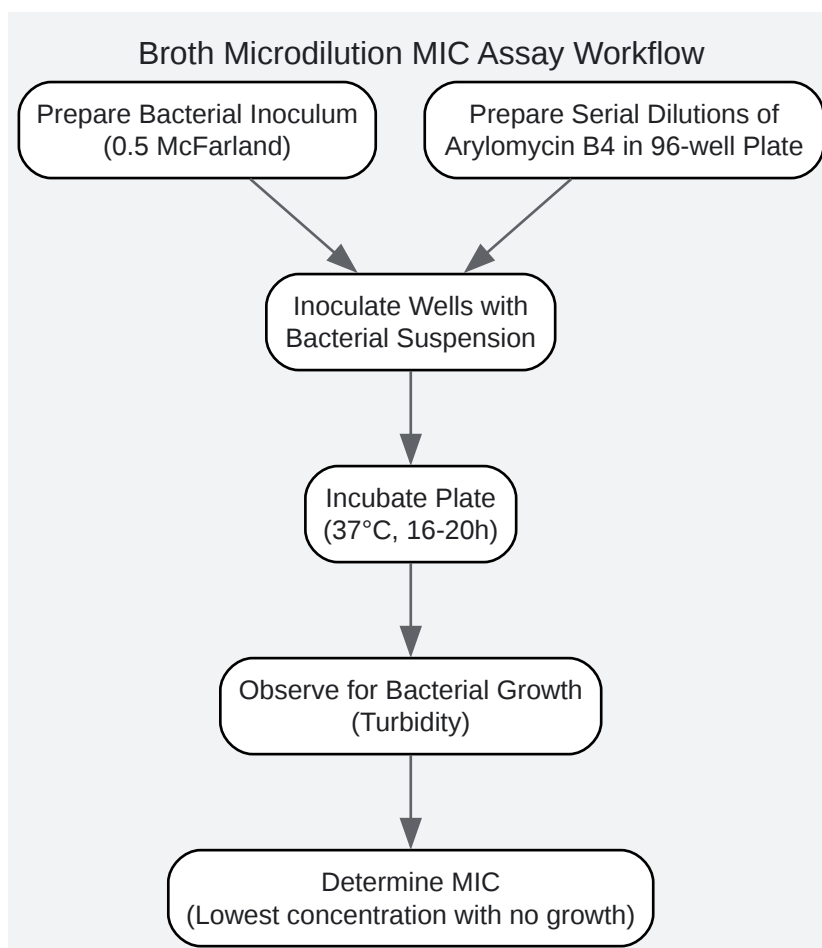 Broth Microdilution MIC Assay Workflow
Prepare Bacterial Inoculum
(0.5 McFarland)
Prepare Serial Dilutions of
Arylomycin B4 in 96-well Plate
Inoculate Wells with
Bacterial Suspension
Incubate Plate
(37°C, 16-20h)
Observe for Bacterial Growth
(Turbidity)
Determine MIC
(Lowest concentration with no growth)